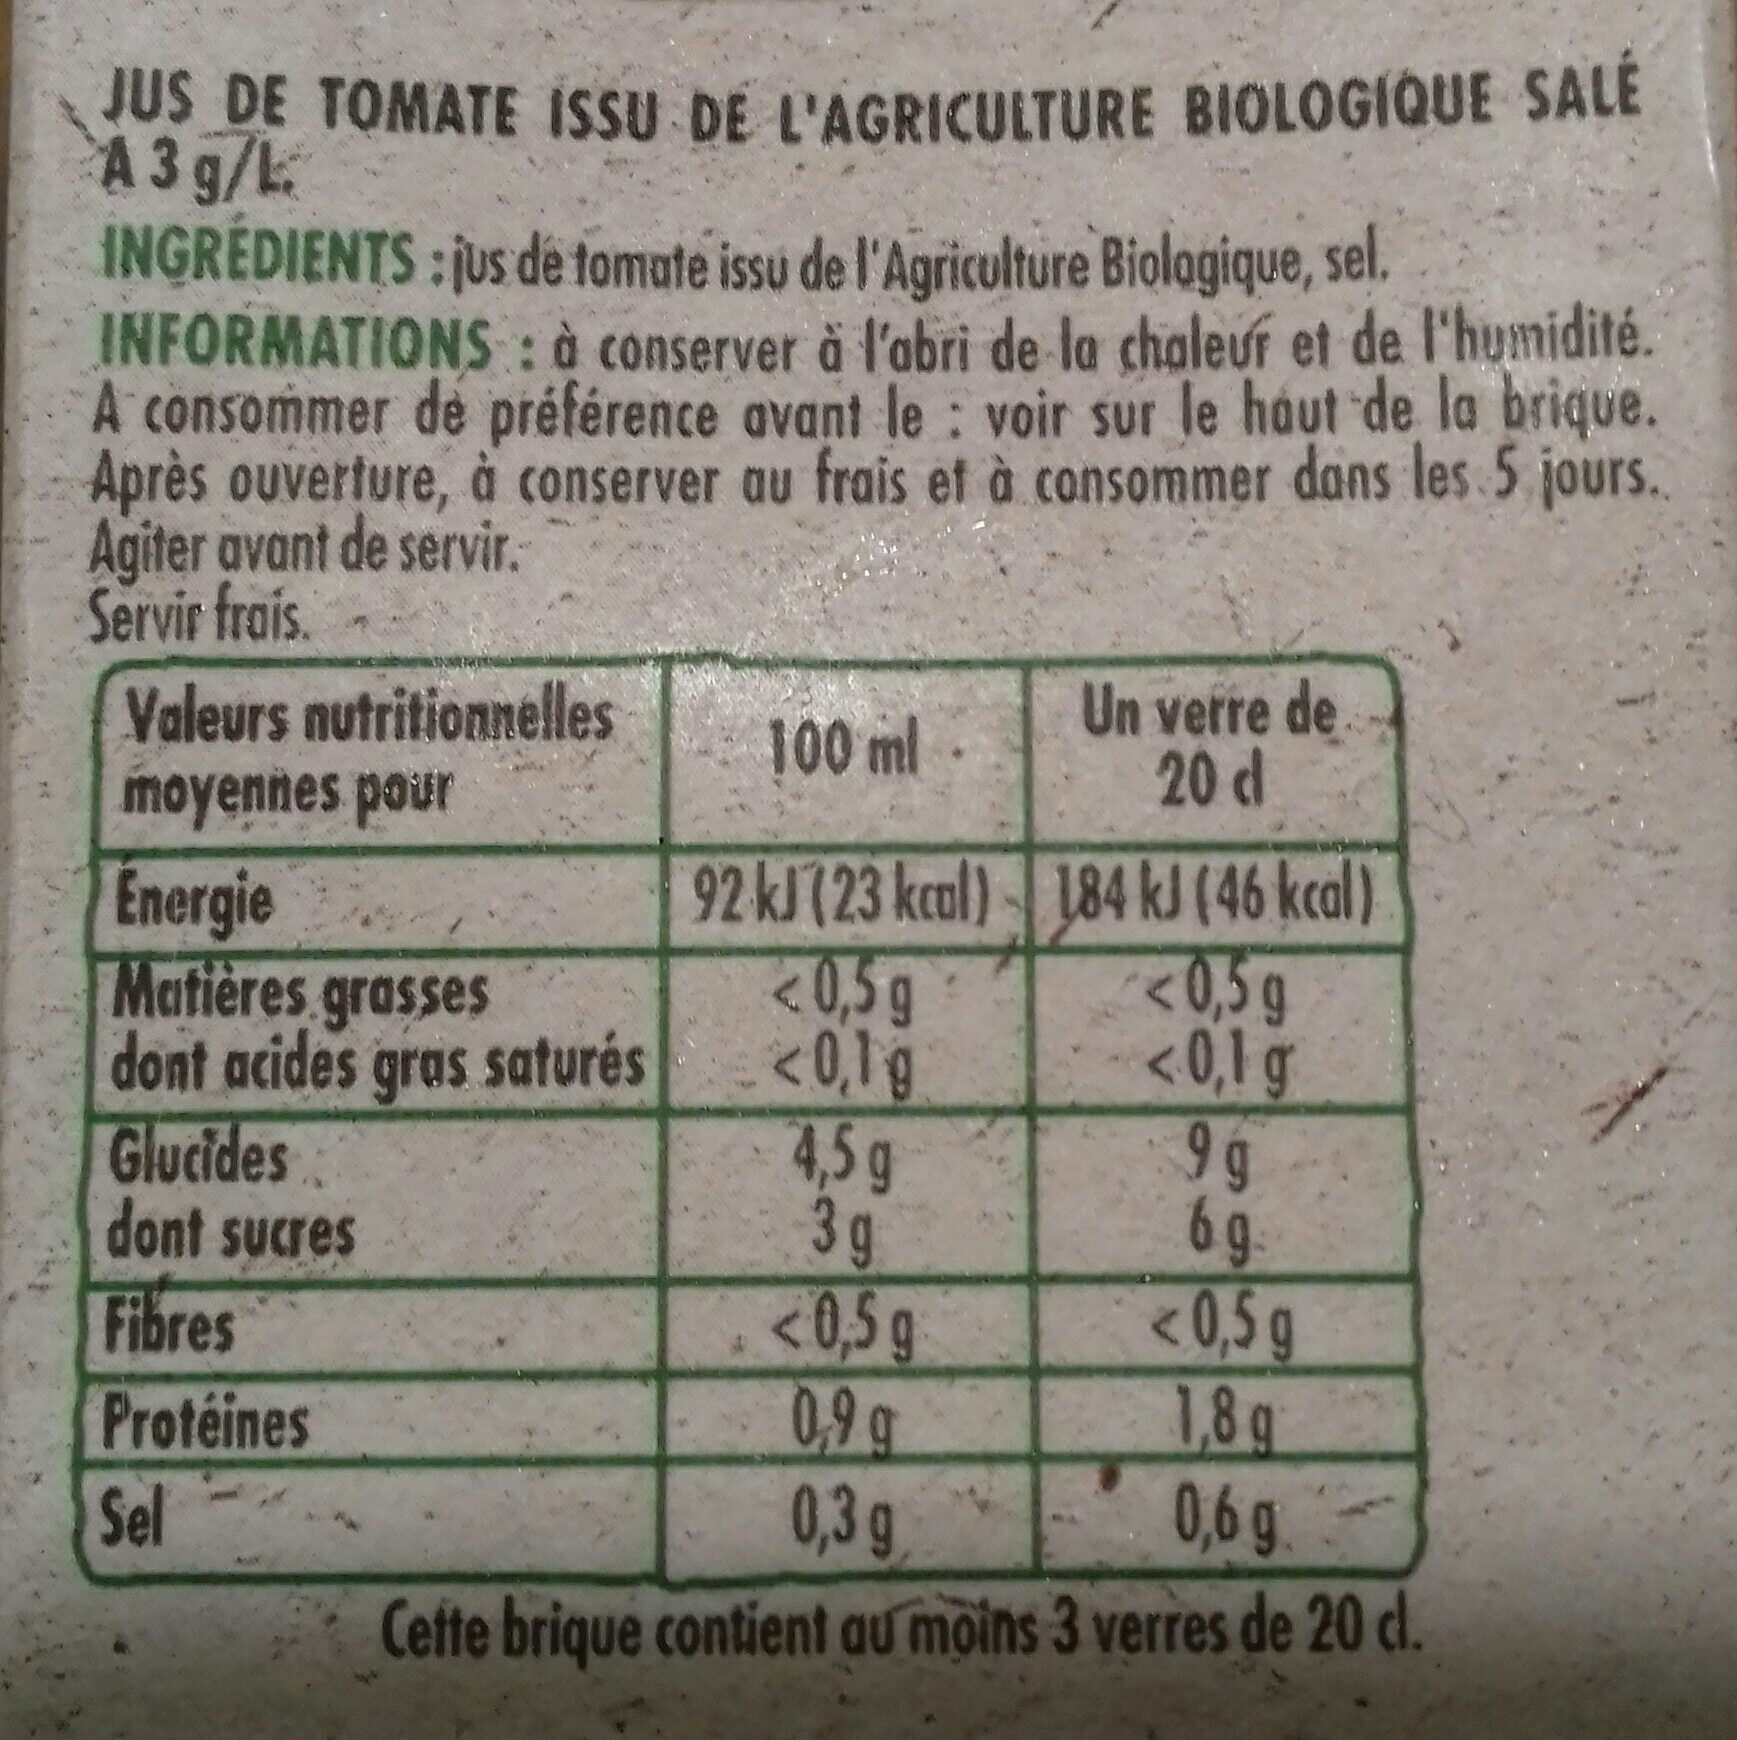 JUS DE TOMATE ISSU DE L'AGRICULTURE BIOLOGIQUE SALÉ
A 3 g/L.
INGRÉDIENTS : jus de tomate issu de l'Agriculture Biologique, sel.
INFORMATIONS : à conserver à l'abri de la chaleur et de l'humidité.
A consommer de préférence avant le : voir sur le haut de la brique.
Après ouverture, à conserver au frais et à consommer dans les 5 jours.
Agiter avant de servir.
Servir frais.
Valeurs nutritionnelles moyennes pour 100 ml Un verre de 20 cl
Énergie 92 kJ (23 kcal) 184 kJ (46 kcal)
Matières grasses < 0,5 g < 0,5 g
dont acides gras saturés < 0,1 g < 0,1 g
Glucides 4,5 g 9 g
dont sucres 3 g 6 g
Fibres < 0,5 g < 0,5 g
Protéines 0,9 g 1,8 g
Sel 0,3 g 0,6 g
Cette brique contient au moins 3 verres de 20 cl.